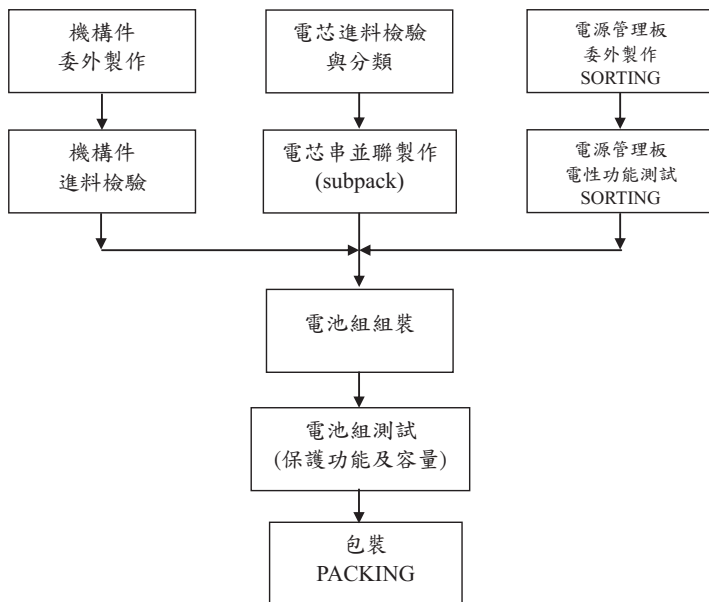 機構件
委外製作
電芯進料檢驗
與分類
電源管理板
委外製作
SORTING
機構件
進料檢驗
電芯串並聯製作
(subpack)
電源管理板
電性功能測試
SORTING
電池組組裝
電池組測試
(保護功能及容量)
包裝
PACKING